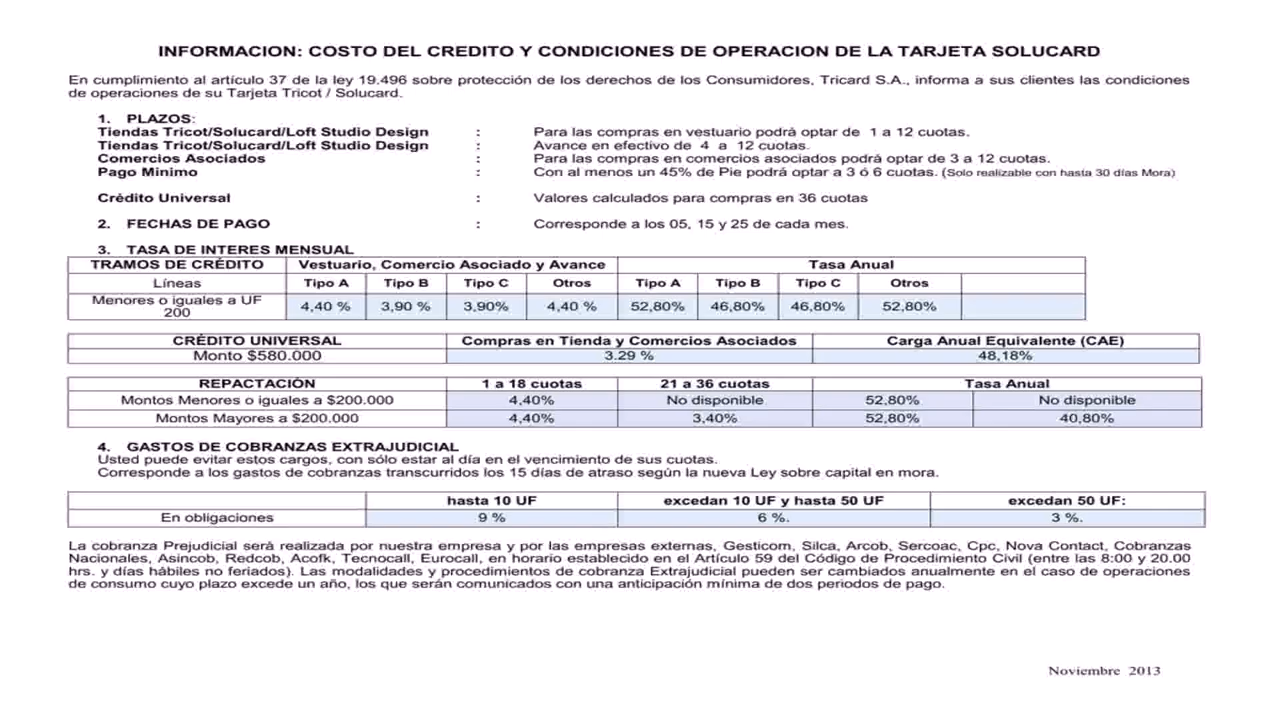 INFORMACION: COSTO DEL CREDITO Y CONDICIONES DE OPERACION DE LA TARJETA SOLUCARD
En cumplimiento al artículo 37 de la ley 19.496 sobre protección de los derechos de los Consumidores, Tricard S.A., informa a sus clientes las condiciones
de operaciones de su Tarjeta Tricot / Solucard.
1. PLAZOS:
Tiendas Tricot/Solucard/Loft Studio Design : Para las compras en vestuario podrá optar de 1 a 12 cuotas.
Tiendas Tricot/Solucard/Loft Studio Design : Avance en efectivo de 4 a 12 cuotas.
Comercios Asociados : Para las compras en comercios asociados podrá optar de 3 a 12 cuotas.
Pago Minimo : Con al menos un 45% de Pie podrá optar a 3 ó 6 cuotas. (Solo realizable con hasta 30 días Mora)
Crédito Universal : Valores calculados para compras en 36 cuotas
2. FECHAS DE PAGO : Corresponde a los 05, 15 y 25 de cada mes.
3. TASA DE INTERES MENSUAL
TRAMOS DE CRÉDITO Vestuario, Comercio Asociado y Avance Tasa Anual
Líneas Tipo A Tipo B Tipo C Otros Tipo A Tipo B Tipo C Otros
Menores o iguales a UF 200 4,40 % 3,90 % 3,90% 4,40 % 52,80% 46,80% 46,80% 52,80%
CRÉDITO UNIVERSAL Compras en Tienda y Comercios Asociados Carga Anual Equivalente (CAE)
Monto $580.000 3.29 % 48,18%
REPACTACIÓN 1 a 18 cuotas 21 a 36 cuotas Tasa Anual
Montos Menores o iguales a $200.000 4,40% No disponible 52,80% No disponible
Montos Mayores a $200.000 4,40% 3,40% 52,80% 40,80%
4. GASTOS DE COBRANZAS EXTRAJUDICIAL
Usted puede evitar estos cargos, con sólo estar al día en el vencimiento de sus cuotas.
Corresponde a los gastos de cobranzas transcurridos los 15 días de atraso según la nueva Ley sobre capital en mora.
hasta 10 UF excedan 10 UF y hasta 50 UF excedan 50 UF:
En obligaciones 9 % 6 %. 3 %.
La cobranza Prejudicial será realizada por nuestra empresa y por las empresas externas, Gesticom, Silca, Arcob, Sercoac, Cpc, Nova Contact, Cobranzas
Nacionales, Asincob, Redcob, Acofk, Tecnocall, Eurocall, en horario establecido en el Artículo 59 del Código de Procedimiento Civil (entre las 8:00 y 20.00
hrs. y días hábiles no feriados). Las modalidades y procedimientos de cobranza Extrajudicial pueden ser cambiados anualmente en el caso de operaciones
de consumo cuyo plazo excede un año, los que serán comunicados con una anticipación mínima de dos periodos de pago.
Noviembre 2013